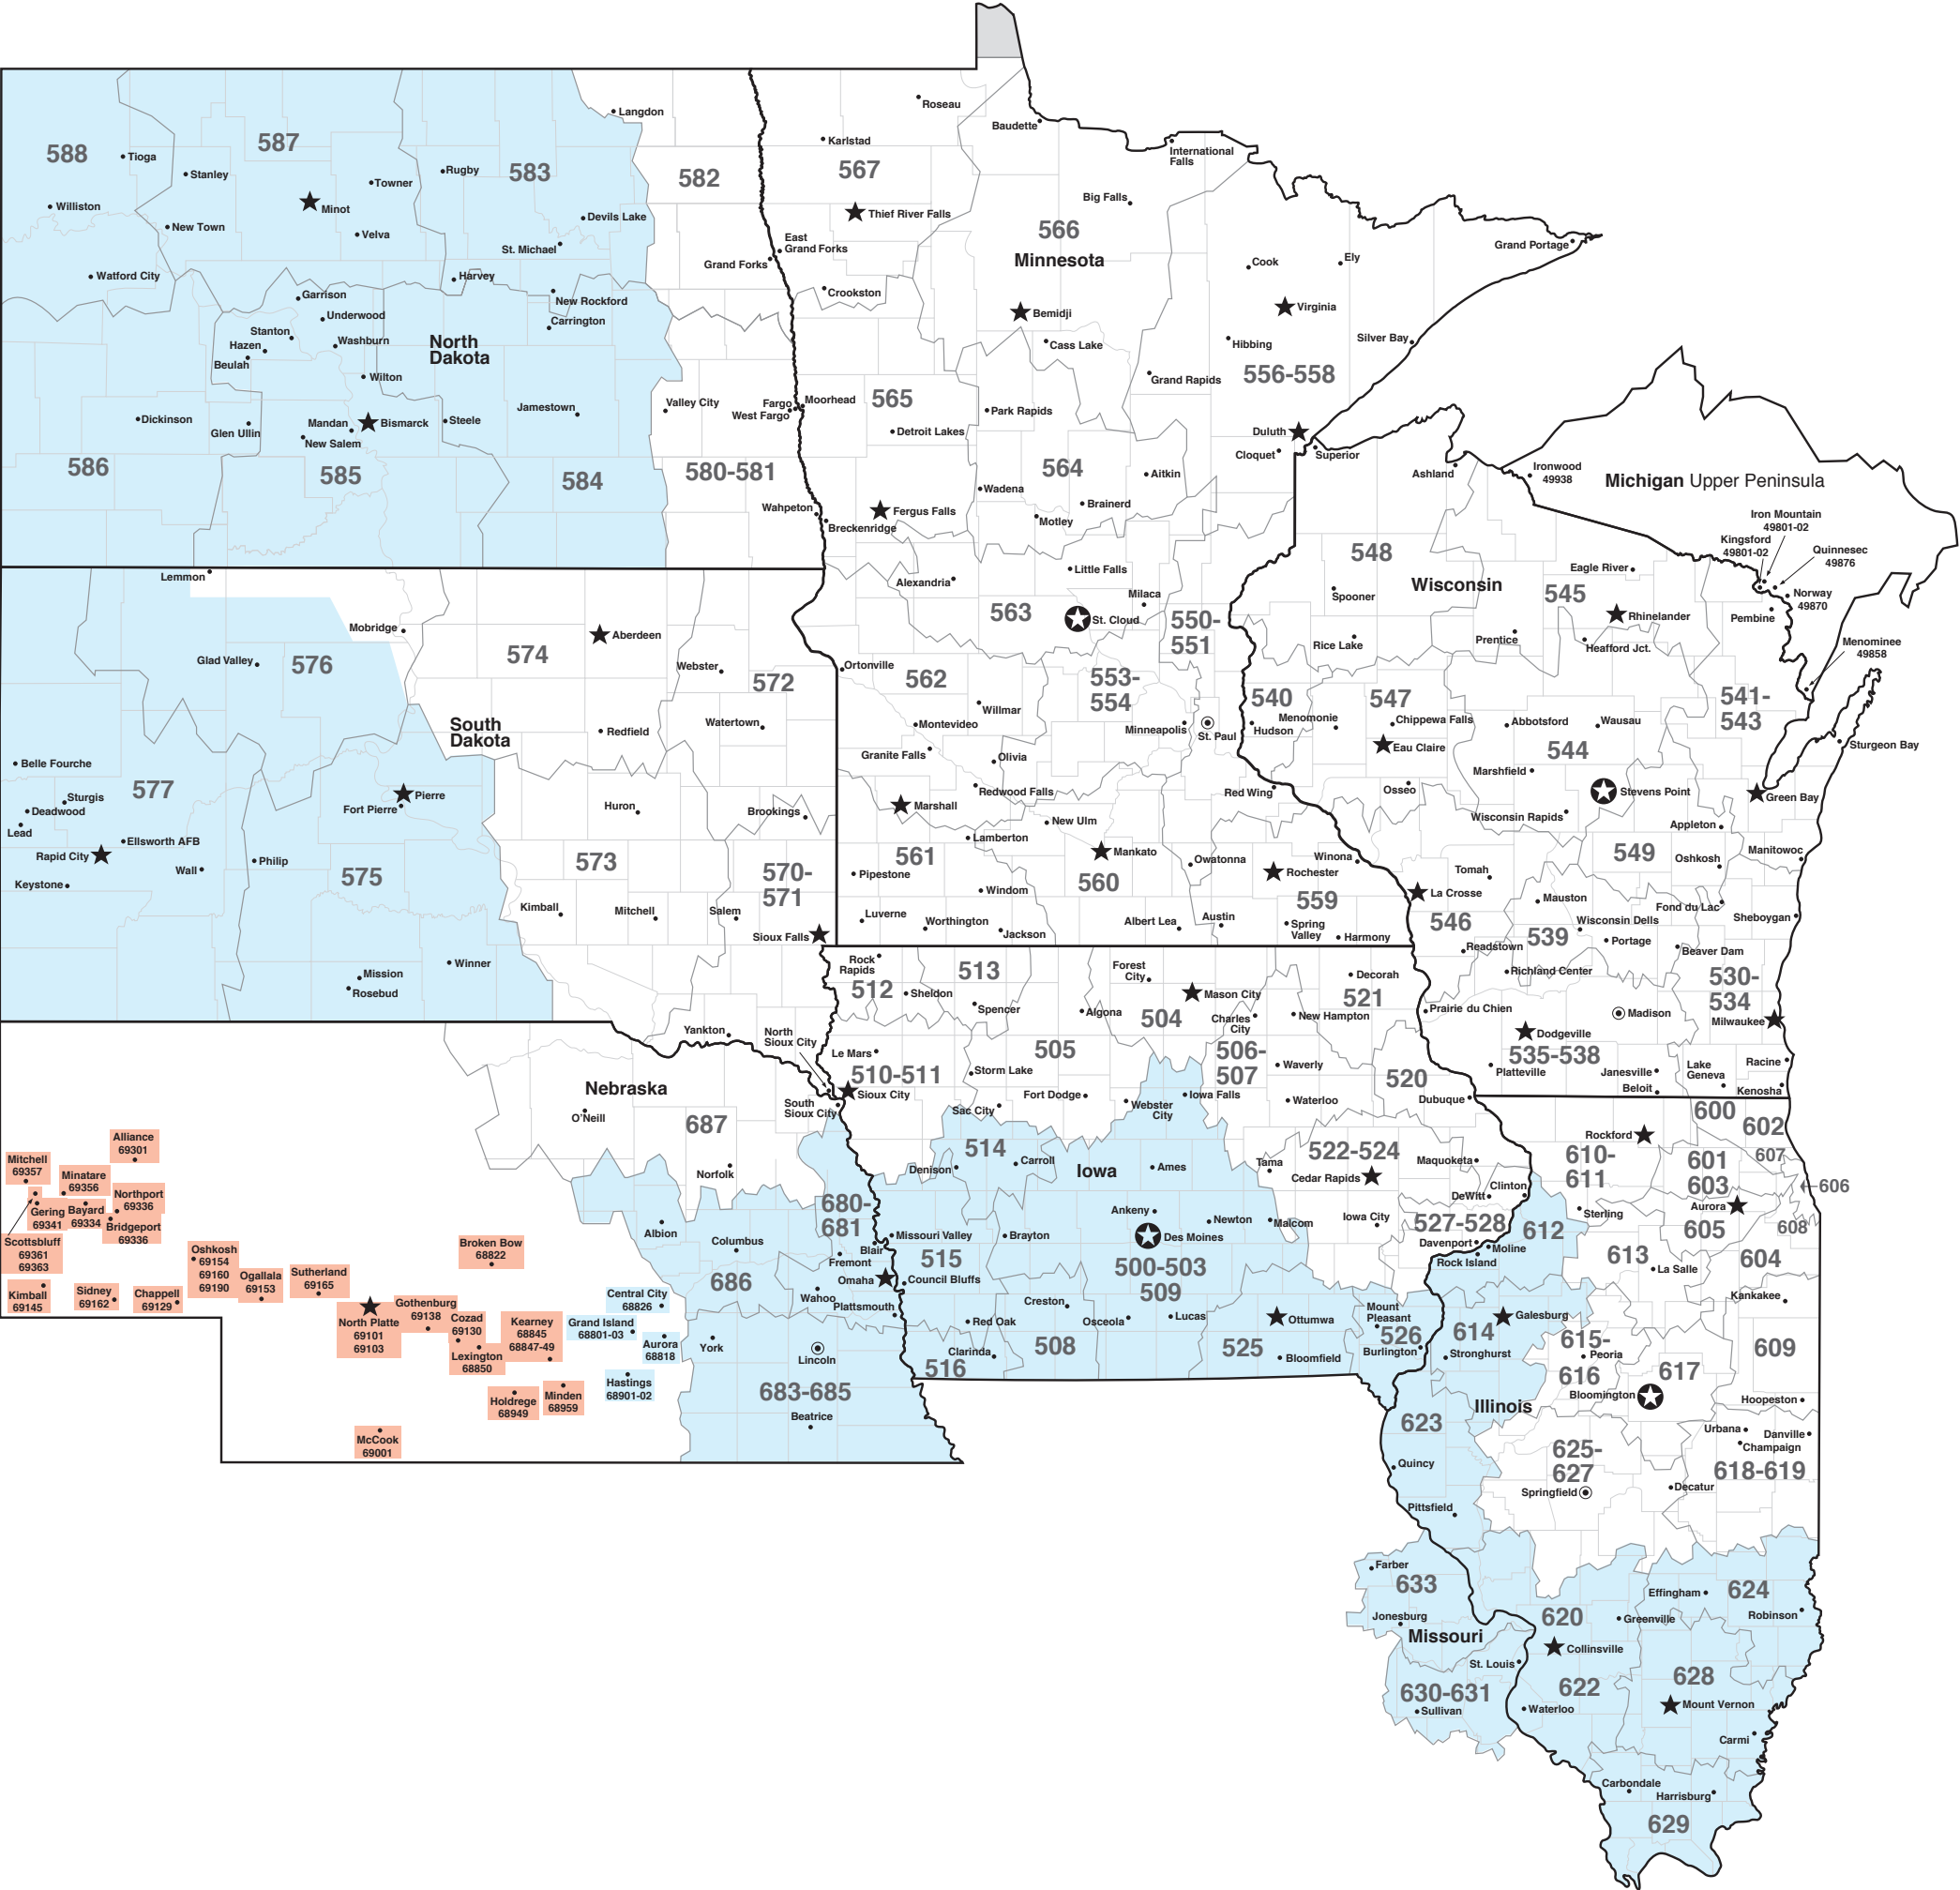 Langdon
Roseau
Baudette
588
Tioga
587
Stanley
Towner
Rugby
583
582
Karlstad
567
International
Falls
Williston
Minot
New Town
Velva
Devils Lake
St. Michael
Thief River Falls
Big Falls
566
Minnesota
East
Grand Forks
Grand Forks
Grand Portage
Cook
Ely
Watford City
Harvey
Garrison
New Rockford
Crookston
Underwood
Carrington
Bemidji
Virginia
Stanton
Hazen
Washburn
Beulah
North
Dakota
Cass Lake
Hibbing
Silver Bay
Wilton
Grand Rapids
556-558
Dickinson
Glen Ullin
Mandan
Bismarck
New Salem
Steele
Jamestown
Valley City
Fargo
West Fargo
Moorhead
565
Park Rapids
Detroit Lakes
Duluth
Cloquet
Superior
586
585
584
580-581
564
Aitkin
Wadena
Brainerd
Motley
Wahpeton
Breckenridge
Fergus Falls
Ashland
Ironwood
49938
Michigan Upper Peninsula
Iron Mountain
49801-02
Kingsford
49801-02
Quinnesec
49876
Norway
49870
Pembine
Menominee
49858
548
Wisconsin
Eagle River
545
Spooner
Rhinelander
Rice Lake
Prentice
Heafford Jct.
Lemmon
Mobridge
Aberdeen
574
Glad Valley
576
Webster
572
Alexandria
Little Falls
Milaca
563
St. Cloud
550-
551
Ortonville
562
553-
554
South
Dakota
Redfield
Watertown
Willmar
Montevideo
Minneapolis
St. Paul
Granite Falls
Olivia
540
Hudson
Menomonie
547
Chippewa Falls
Eau Claire
Abbotsford
Wausau
544
541-
543
Sturgeon Bay
Belle Fourche
577
Sturgis
Deadwood
Lead
Ellsworth AFB
Rapid City
Wall
Keystone
Pierre
Fort Pierre
Philip
575
Huron
Brookings
573
570-
571
Kimball
Mitchell
Salem
Sioux Falls
Winner
Mission
Rosebud
Marshall
Redwood Falls
New Ulm
Red Wing
Lamberton
561
Mankato
Pipestone
560
Owatonna
Windom
Luverne
Worthington
Jackson
Albert Lea
Austin
Rochester
Winona
559
Spring
Valley
Harmony
Osseo
Marshfield
Stevens Point
Green Bay
Wisconsin Rapids
Appleton
549
Oshkosh
Manitowoc
Tomah
La Crosse
546
Mauston
Fond du Lac
Sheboygan
Wisconsin Dells
539
Portage
Readstown
Beaver Dam
Richland Center
530-
534
Prairie du Chien
Madison
Milwaukee
Dodgeville
535-538
Platteville
Janesville
Beloit
Lake
Geneva
Racine
Kenosha
Rock
Rapids
512
Sheldon
513
Spencer
Forest
City
Mason City
Algona
504
Charles
City
Decorah
521
New Hampton
Yankton
North
Sioux City
Le Mars
510-511
Sioux City
505
Storm Lake
506-
507
Waverly
520
Dubuque
South
Sioux City
Sac City
Fort Dodge
Webster
City
Iowa Falls
Waterloo
Nebraska
O'Neill
687
Norfolk
514
Denison
Carroll
Iowa
Ames
Tama
522-524
Cedar Rapids
Maquoketa
Clinton
DeWitt
Iowa City
527-528
Davenport
Moline
Rock Island
Ankeny
Des Moines
Newton
Malcom
Missouri Valley
515
Brayton
500-503
509
Council Bluffs
Creston
Osceola
Lucas
Ottumwa
Red Oak
Clarinda
508
516
525
Bloomfield
Mount
Pleasant
526
Burlington
Alliance
69301
Mitchell
69357
Minatare
69356
Northport
69336
Gering
69341
Bayard
69334
Bridgeport
69336
Scottsbluff
69361
69363
Kimball
69145
Sidney
69162
Chappell
69129
Oshkosh
69154
69160
69190
Ogallala
69153
Sutherland
69165
Broken Bow
68822
North Platte
69101
69103
Gothenburg
69138
Cozad
69130
Lexington
68850
Kearney
68845
68847-49
Holdrege
68949
Minden
68959
McCook
69001
Central City
68826
Grand Island
68801-03
Aurora
68818
Hastings
68901-02
Albion
Columbus
686
680-
681
Blair
Fremont
Omaha
Wahoo
Plattsmouth
York
Lincoln
683-685
Beatrice
600
602
Rockford
610-
611
601
603
607
606
Aurora
605
608
Sterling
612
613
La Salle
604
Kankakee
Galesburg
614
Stronghurst
615-
Peoria
616
617
609
Bloomington
Illinois
Hoopeston
623
Urbana
Danville
Champaign
625-
627
618-619
Quincy
Springfield
Decatur
Pittsfield
Farber
633
Jonesburg
Missouri
St. Louis
630-631
Sullivan
Effingham
624
620
Greenville
Robinson
Collinsville
628
622
Mount Vernon
Waterloo
Carmi
Carbondale
Harrisburg
629